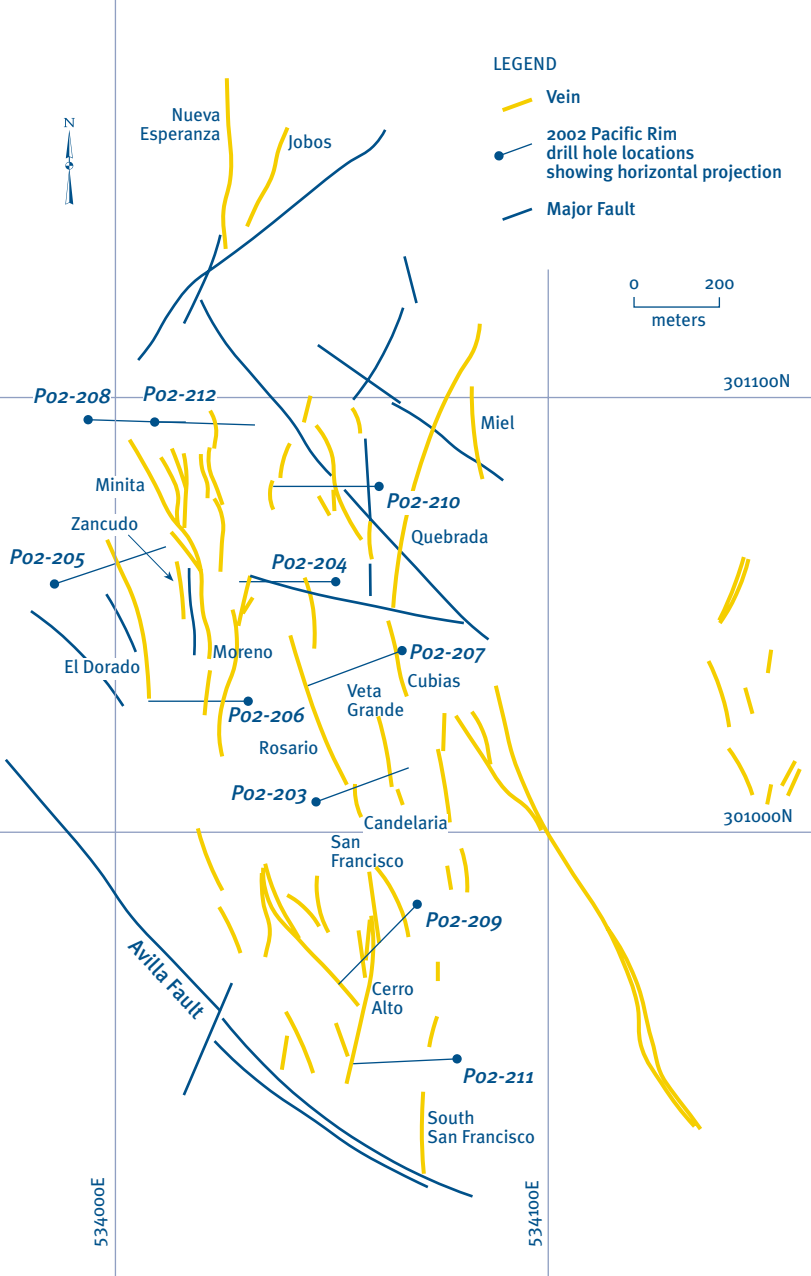 LEGEND
Vein
2002 Pacific Rim
drill hole locations
showing horizontal projection
Major Fault
N
Nueva
Esperanza
Jobos
0 200
meters
301100N
P02-208
P02-212
Miel
Minita
P02-210
Zancudo
Quebrada
P02-205
P02-204
Moreno
P02-207
El Dorado
Cubias
Veta
Grande
P02-206
Rosario
P02-203
301000N
Candelaria
San
Francisco
P02-209
Avilla Fault
Cerro
Alto
P02-211
South
San Francisco
534000E
534100E